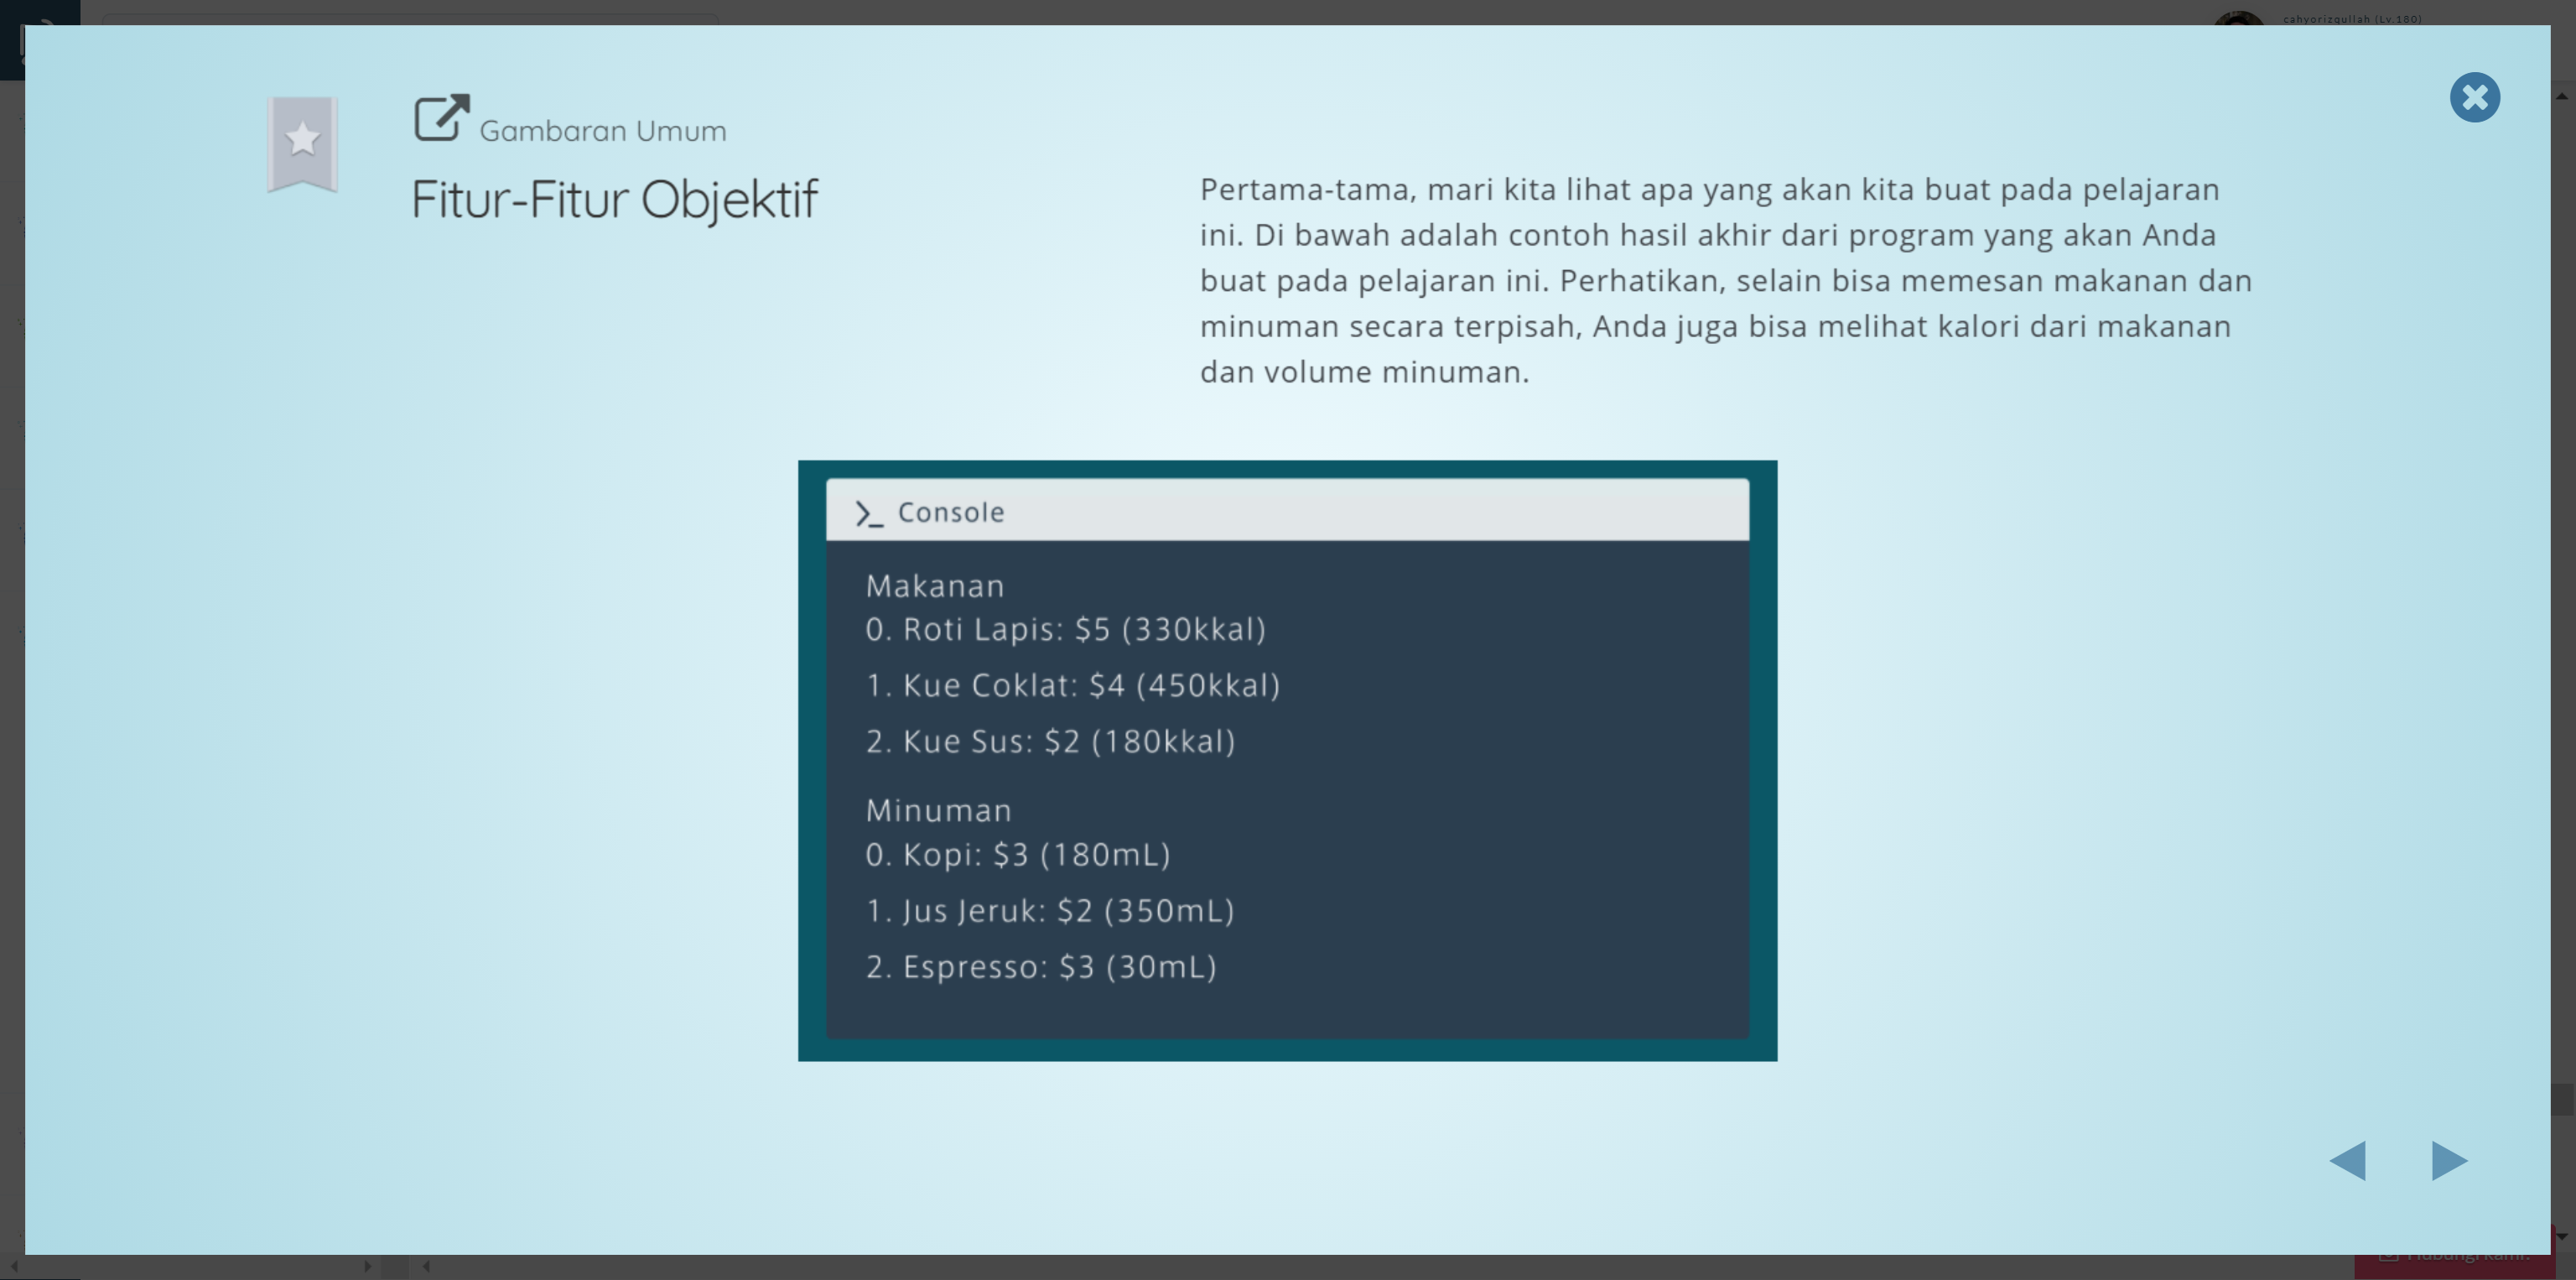 cahyorizqullah (Lv.180)
Gambaran Umum
Fitur-Fitur Objektif
Pertama-tama, mari kita lihat apa yang akan kita buat pada pelajaran
ini. Di bawah adalah contoh hasil akhir dari program yang akan Anda
buat pada pelajaran ini. Perhatikan, selain bisa memesan makanan dan
minuman secara terpisah, Anda juga bisa melihat kalori dari makanan
dan volume minuman.
Console
Makanan
0. Roti Lapis: $5 (330kkal)
1. Kue Coklat: $4 (450kkal)
2. Kue Sus: $2 (180kkal)
Minuman
0. Kopi: $3 (180mL)
1. Jus Jeruk: $2 (350mL)
2. Espresso: $3 (30mL)
Hubungi kami!